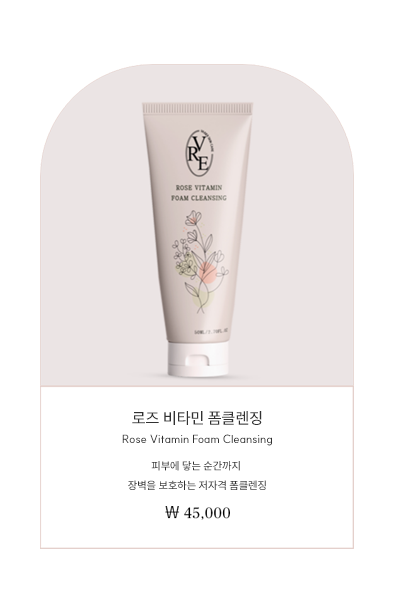 VRE
ROSE VITAMIN
FOAM CLEANSING
로즈 비타민 폼클렌징
Rose Vitamin Foam Cleansing
피부에 닿는 순간까지
장벽을 보호하는 저자격 폼클렌징
₩ 45,000